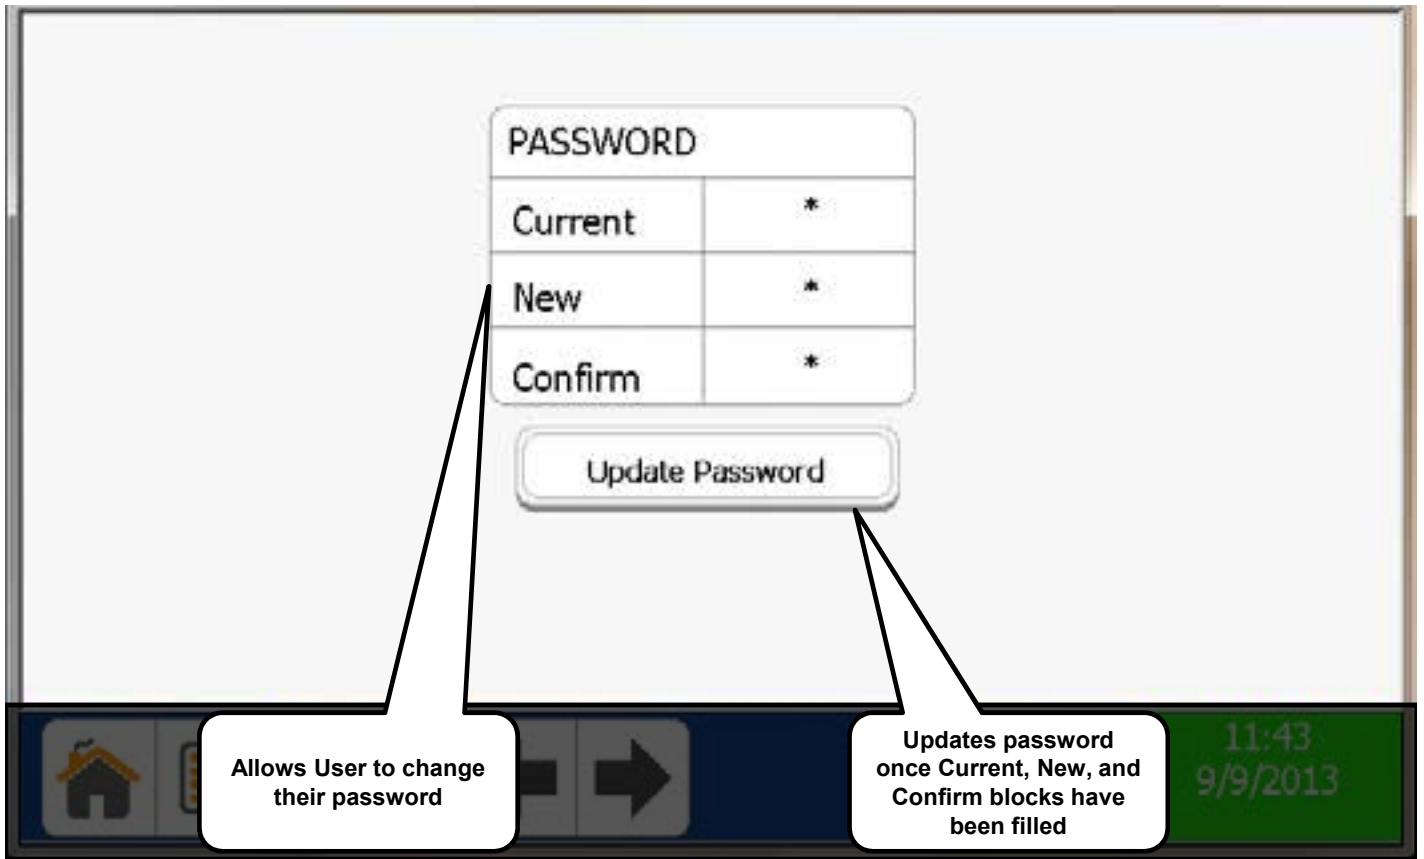 PASSWORD
Current *
New *
Confirm *
Update Password
Allows User to change
their password
Updates password
once Current, New, and
Confirm blocks have
been filled
11:43
9/9/2013